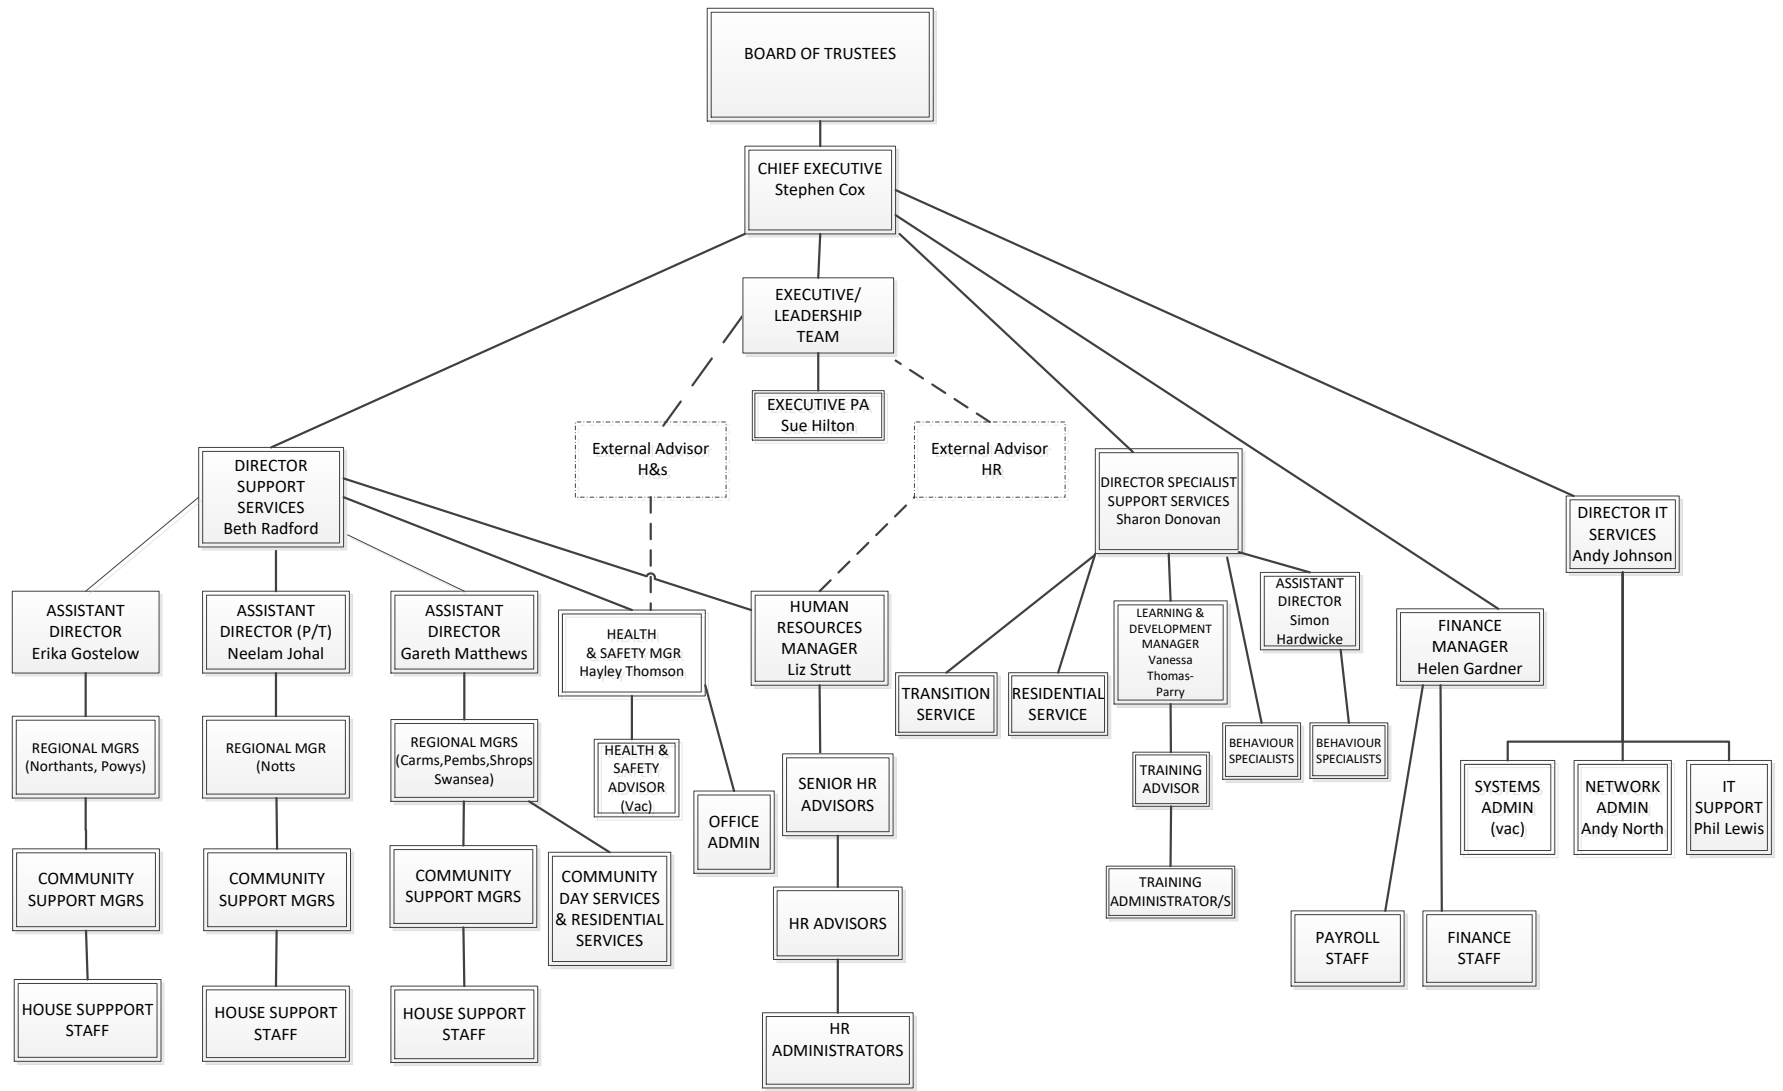 BOARD OF TRUSTEES
CHIEF EXECUTIVE
Stephen Cox
EXECUTIVE/
LEADERSHIP
TEAM
EXECUTIVE PA
Sue Hilton
External Advisor
H&s
External Advisor
HR
DIRECTOR
SUPPORT
SERVICES
Beth Radford
DIRECTOR SPECIALIST
SUPPORT SERVICES
Sharon Donovan
DIRECTOR IT
SERVICES
Andy Johnson
ASSISTANT
DIRECTOR
Erika Gostelow
ASSISTANT
DIRECTOR (P/T)
Neelam Johal
ASSISTANT
DIRECTOR
Gareth Matthews
HEALTH
& SAFETY MGR
Hayley Thomson
HUMAN
RESOURCES
MANAGER
Liz Strutt
LEARNING &
DEVELOPMENT
MANAGER
Vanessa
Thomas-
Parry
ASSISTANT
DIRECTOR
Simon
Hardwicke
FINANCE
MANAGER
Helen Gardner
TRANSITION
SERVICE
RESIDENTIAL
SERVICE
REGIONAL MGRS
(Northants, Powys)
REGIONAL MGR
(Notts
REGIONAL MGRS
(Carms,Pembs,Shrops
Swansea)
HEALTH &
SAFETY
ADVISOR
(Vac)
OFFICE
ADMIN
SENIOR HR
ADVISORS
TRAINING
ADVISOR
BEHAVIOUR
SPECIALISTS
BEHAVIOUR
SPECIALISTS
SYSTEMS
ADMIN
(vac)
NETWORK
ADMIN
Andy North
IT
SUPPORT
Phil Lewis
COMMUNITY
SUPPORT MGRS
COMMUNITY
SUPPORT MGRS
COMMUNITY
SUPPORT MGRS
COMMUNITY
DAY SERVICES
& RESIDENTIAL
SERVICES
HR ADVISORS
TRAINING
ADMINISTRATOR/S
PAYROLL
STAFF
FINANCE
STAFF
HOUSE SUPPPORT
STAFF
HOUSE SUPPORT
STAFF
HOUSE SUPPORT
STAFF
HR
ADMINISTRATORS